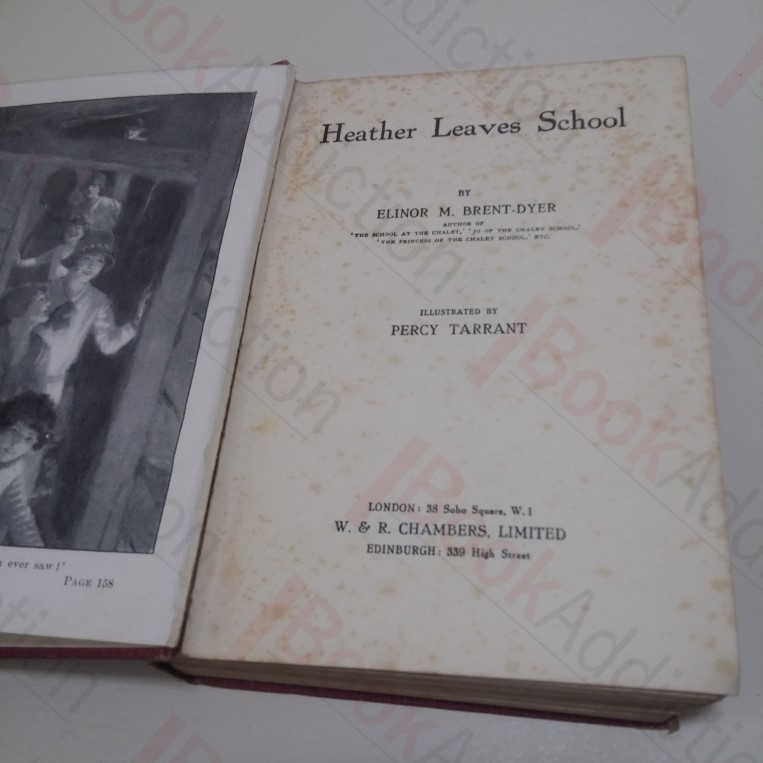 Heather Leaves School
BY
ELINOR M. BRENT-DYER
AUTHOR OF
'THE SCHOOL AT THE CHALET,' 'JO OF THE CHALET SCHOOL,'
'THE PRINCESS OF THE CHALET SCHOOL,' ETC.
ILLUSTRATED BY
PERCY TARRANT
LONDON: 38 Soho Square, W.1
W. & R. CHAMBERS, LIMITED
EDINBURGH: 339 High Street
ever saw!'
PAGE 158
BookAddiction